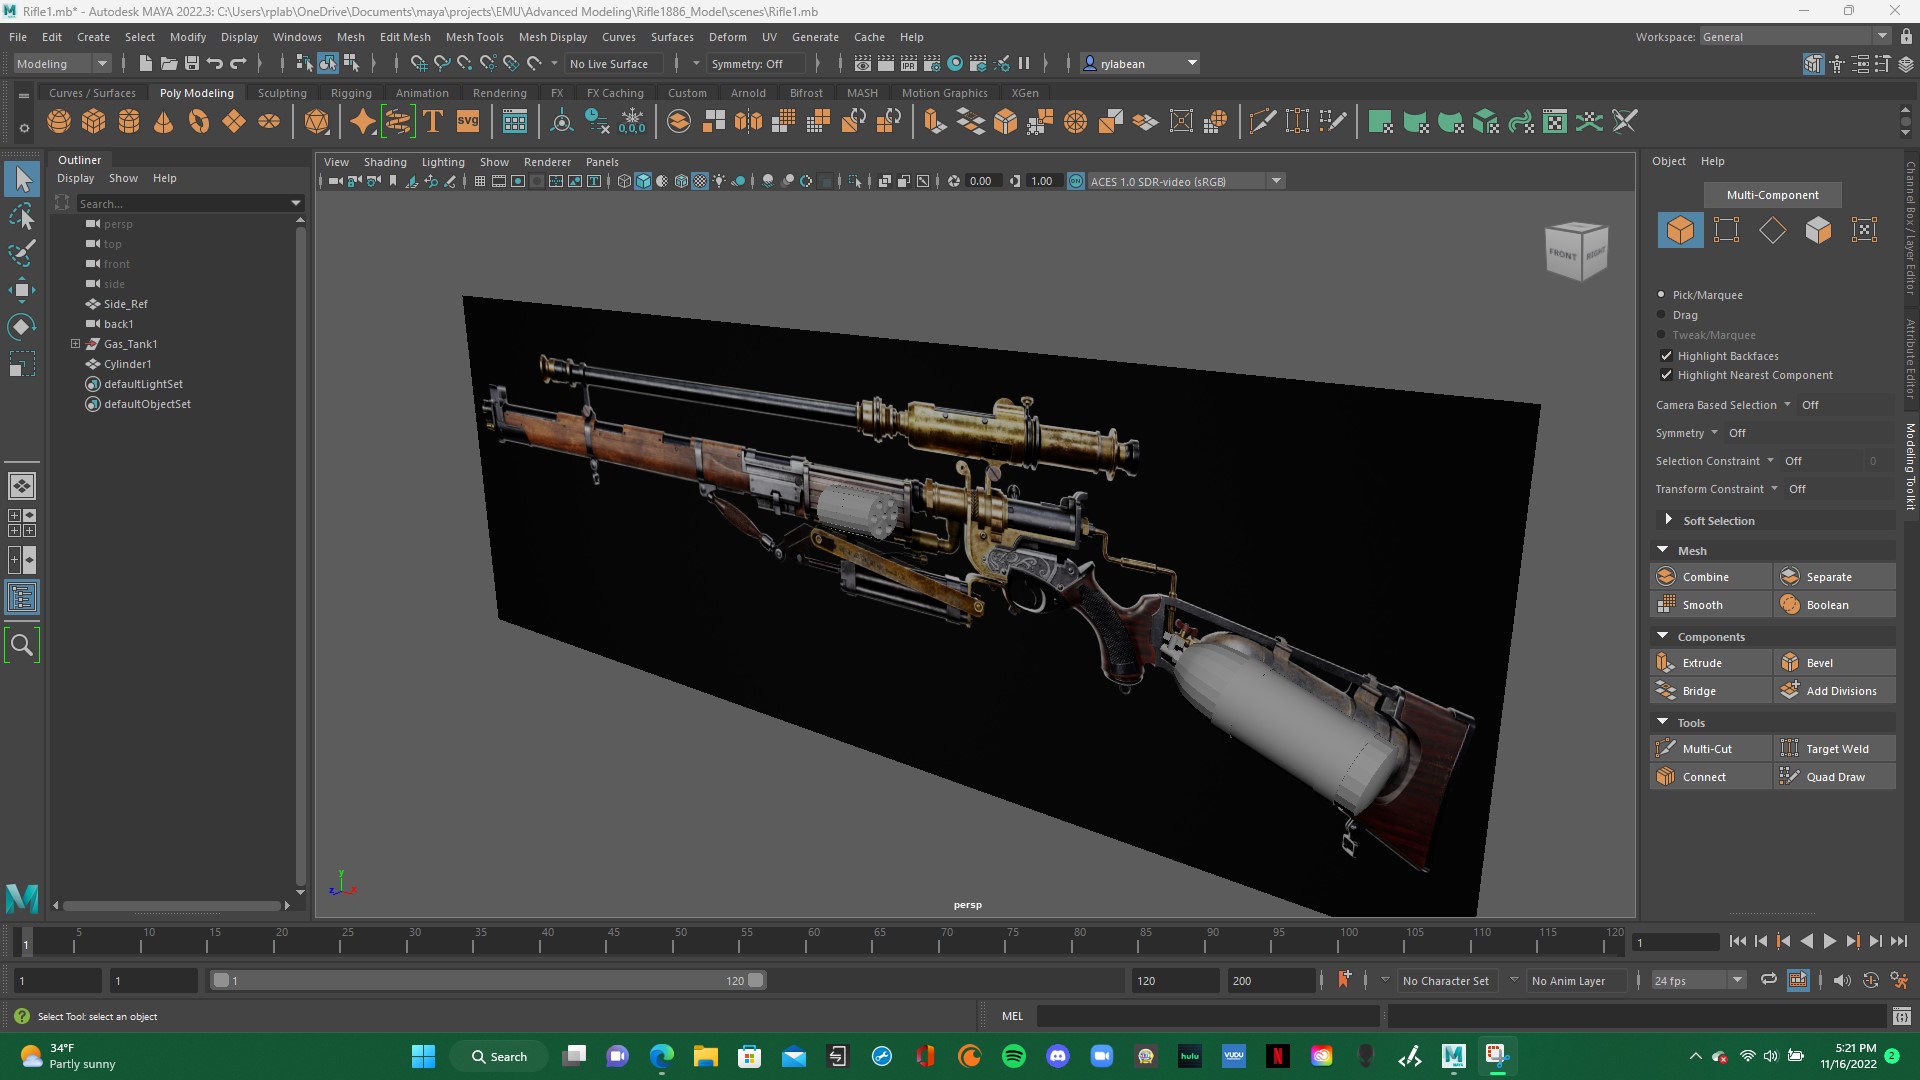 Rifle1.mb* - Autodesk MAYA 2022.3: C:\Users\rplab\OneDrive\Documents\maya\projects\EMU\Advanced Modeling\Rifle1886_Model\scenes\Rifle1.mb
File Edit Create Select Modify Display Windows Mesh Edit Mesh Mesh Tools Mesh Display Curves Surfaces Deform UV Generate Cache Help
Workspace: General
Modeling No Live Surface Symmetry: Off IPR rylabean
Curves / Surfaces Poly Modeling Sculpting Rigging Animation Rendering FX FX Caching Custom Arnold Bifrost MASH Motion Graphics XGen
T svg 0,0,0
Outliner
Display Show Help
Search...
persp
top
front
side
Side_Ref
back1
Gas_Tank1
Cylinder1
defaultLightSet
defaultObjectSet
View Shading Lighting Show Renderer Panels
0.00 1.00 ON ACES 1.0 SDR-video (sRGB)
FRONT RIGHT
y
z x
persp
Object Help
Multi-Component
Pick/Marquee
Drag
Tweak/Marquee
Highlight Backfaces
Highlight Nearest Component
Camera Based Selection Off
Symmetry Off
Selection Constraint Off 0
Transform Constraint Off
Soft Selection
Mesh
Combine Separate
Smooth Boolean
Components
Extrude Bevel
Bridge Add Divisions
Tools
Multi-Cut Target Weld
Connect Quad Draw
Channel Box / Layer Editor
Attribute Editor
Modeling Toolkit
1 5 10 15 20 25 30 35 40 45 50 55 60 65 70 75 80 85 90 95 100 105 110 115 120 1
1 1 1 120 120 200 No Character Set No Anim Layer 24 fps
Select Tool: select an object MEL
34°F
Partly sunny
Search
hulu VUDU N
5:21 PM
11/16/2022
2